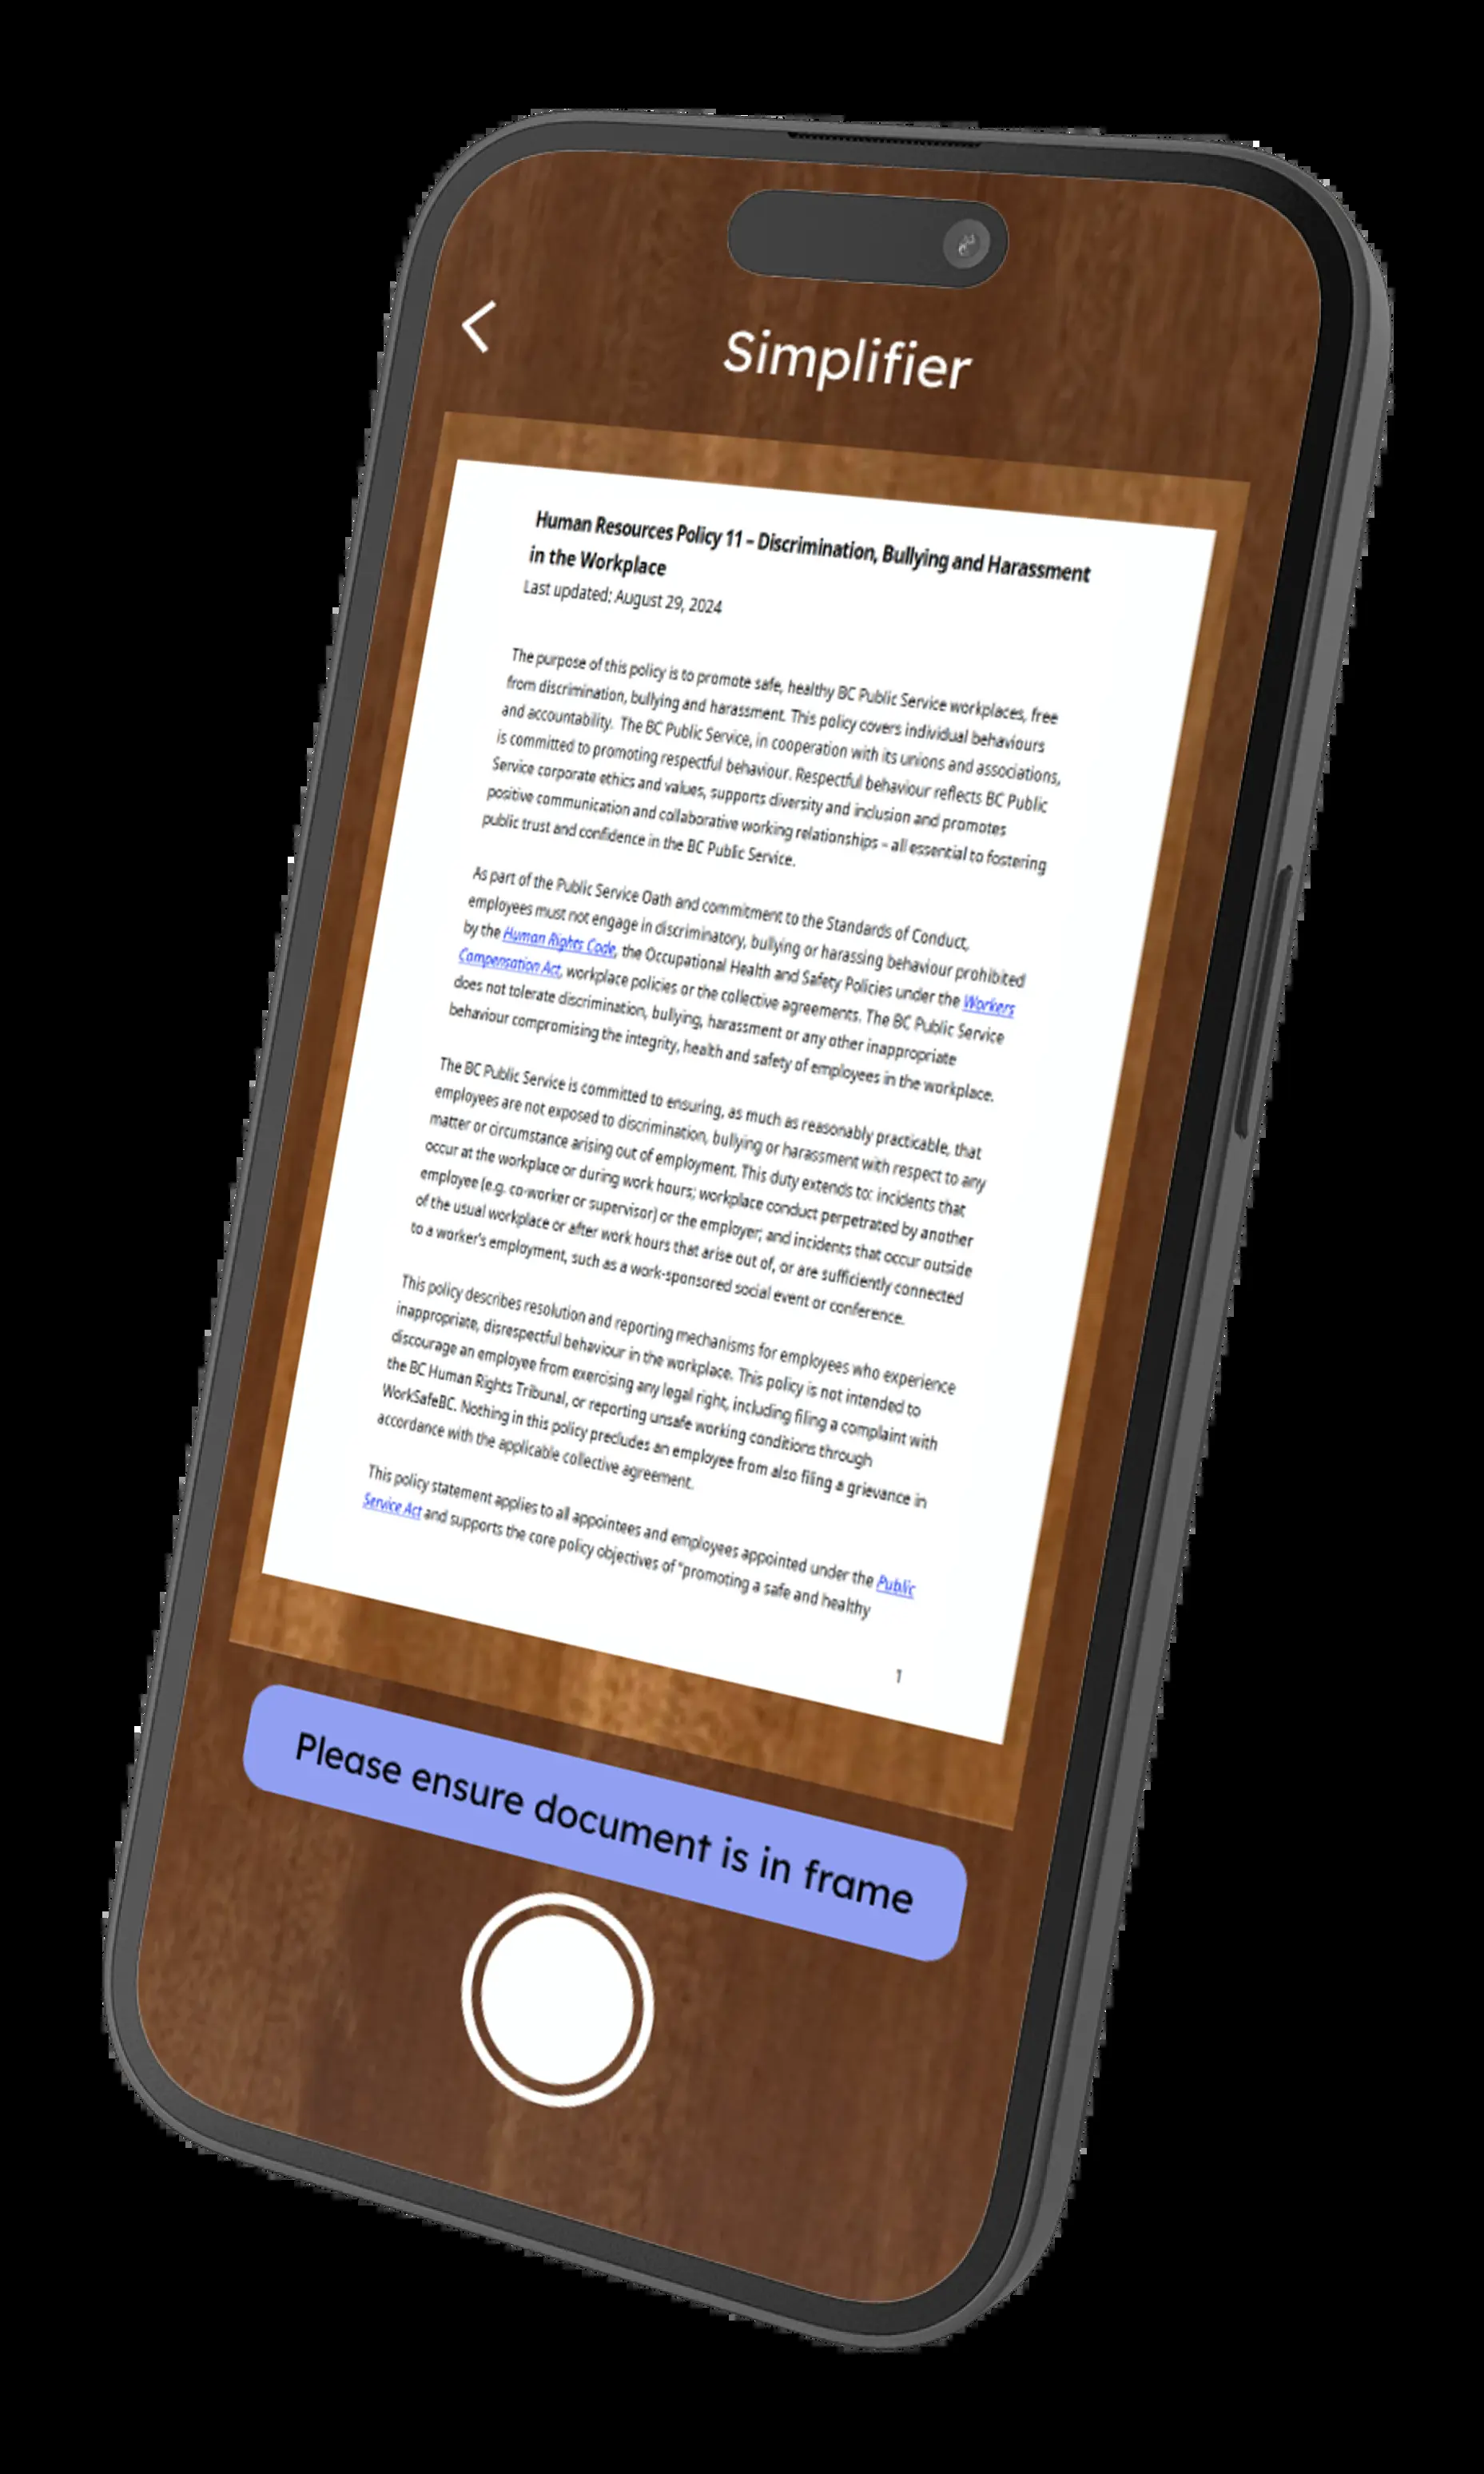 Simplifier
Human Resources Policy 11 – Discrimination, Bullying and Harassment
in the Workplace
Last updated: August 29, 2024
The purpose of this policy is to promote safe, healthy BC Public Service workplaces, free
from discrimination, bullying and harassment. This policy covers individual behaviours
and accountability. The BC Public Service, in cooperation with its unions and associations,
is committed to promoting respectful behaviour. Respectful behaviour reflects BC Public
Service corporate ethics and values, supports diversity and inclusion and promotes
positive communication and collaborative working relationships – all essential to fostering
public trust and confidence in the BC Public Service.
As part of the Public Service Oath and commitment to the Standards of Conduct,
employees must not engage in discriminatory, bullying or harassing behaviour prohibited
by the Human Rights Code, the Occupational Health and Safety Policies under the Workers
Compensation Act, workplace policies or the collective agreements. The BC Public Service
does not tolerate discrimination, bullying, harassment or any other inappropriate
behaviour compromising the integrity, health and safety of employees in the workplace.
The BC Public Service is committed to ensuring, as much as reasonably practicable, that
employees are not exposed to discrimination, bullying or harassment with respect to any
matter or circumstance arising out of employment. This duty extends to: incidents that
occur at the workplace or during work hours; workplace conduct perpetrated by another
employee (e.g. co-worker or supervisor) or the employer; and incidents that occur outside
of the usual workplace or after work hours that arise out of, or are sufficiently connected
to a worker's employment, such as a work-sponsored social event or conference.
This policy describes resolution and reporting mechanisms for employees who experience
inappropriate, disrespectful behaviour in the workplace. This policy is not intended to
discourage an employee from exercising any legal right, including filing a complaint with
the BC Human Rights Tribunal, or reporting unsafe working conditions through
WorkSafeBC. Nothing in this policy precludes an employee from also filing a grievance in
accordance with the applicable collective agreement.
This policy statement applies to all appointees and employees appointed under the Public
Service Act and supports the core policy objectives of "promoting a safe and healthy
1
Please ensure document is in frame